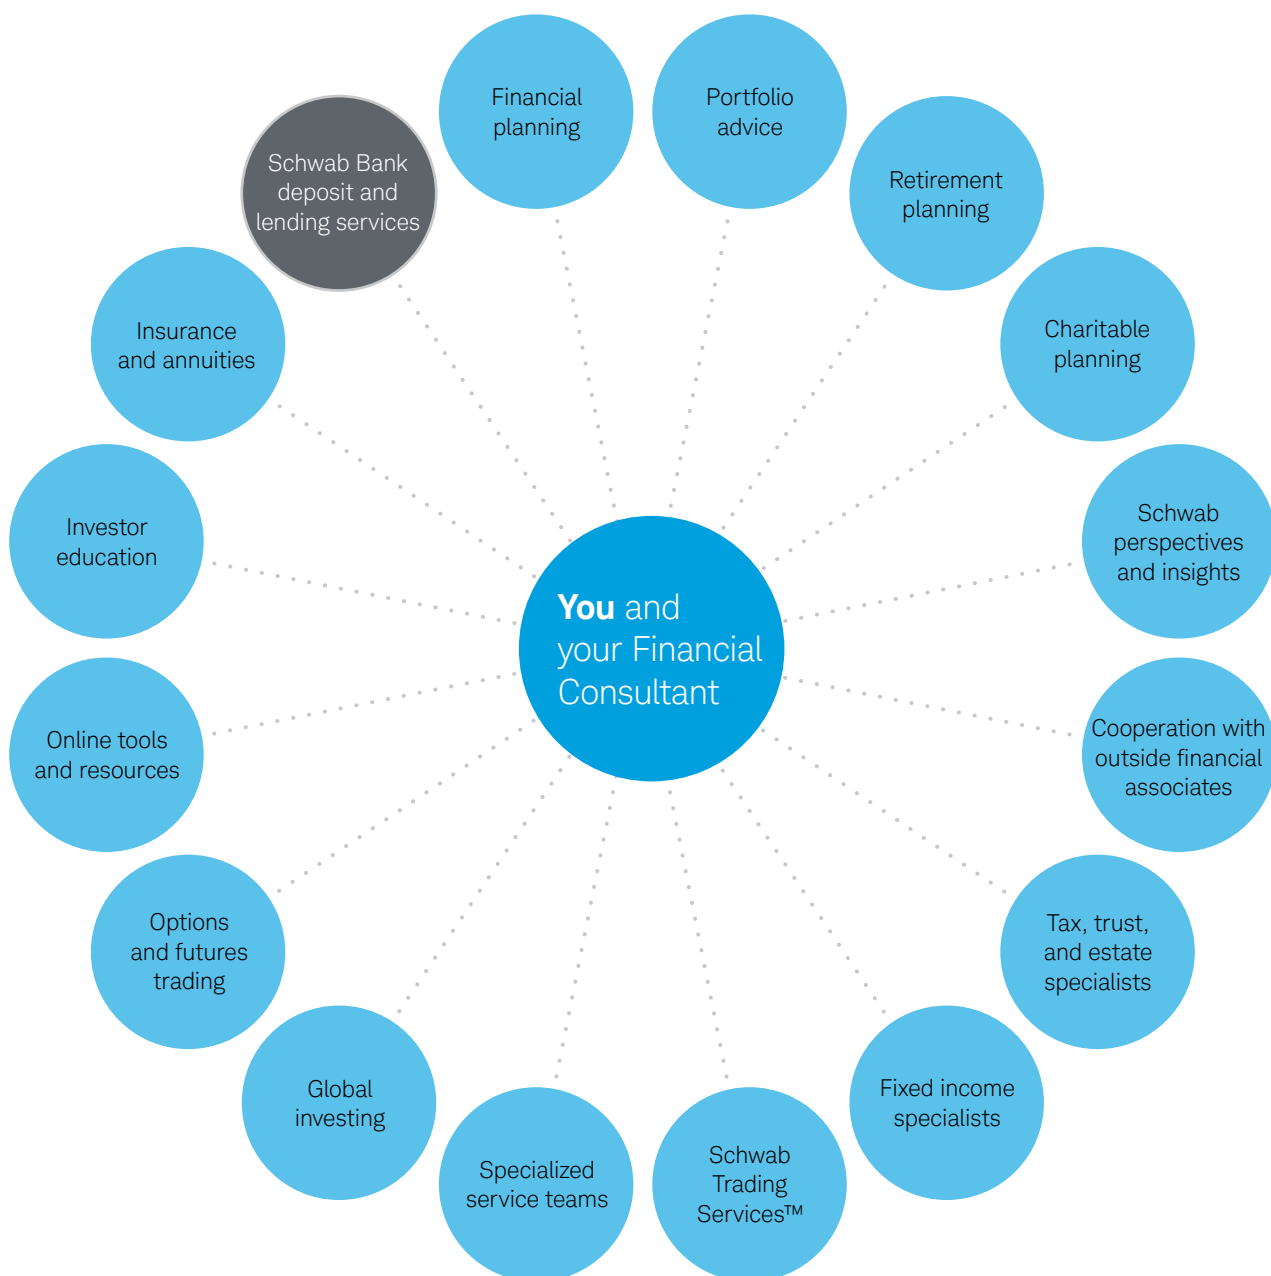 Financial
planning
Portfolio
advice
Retirement
planning
Charitable
planning
Schwab
perspectives
and insights
Cooperation with
outside financial
associates
Tax, trust,
and estate
specialists
Fixed income
specialists
Schwab
Trading
Services™
Specialized
service teams
Global
investing
Options
and futures
trading
Online tools
and resources
Investor
education
Insurance
and annuities
Schwab Bank
deposit and
lending services
You and
your Financial
Consultant